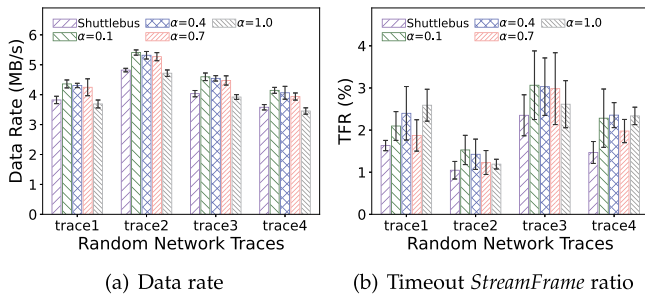 Shuttlebus α=0.4 α=1.0
α=0.1 α=0.7
Data Rate (MB/s)
6
5
4
3
2
1
0
trace1 trace2 trace3 trace4
Random Network Traces
(a) Data rate
Shuttlebus α=0.4 α=1.0
α=0.1 α=0.7
TFR (%)
4
3
2
1
0
trace1 trace2 trace3 trace4
Random Network Traces
(b) Timeout StreamFrame ratio